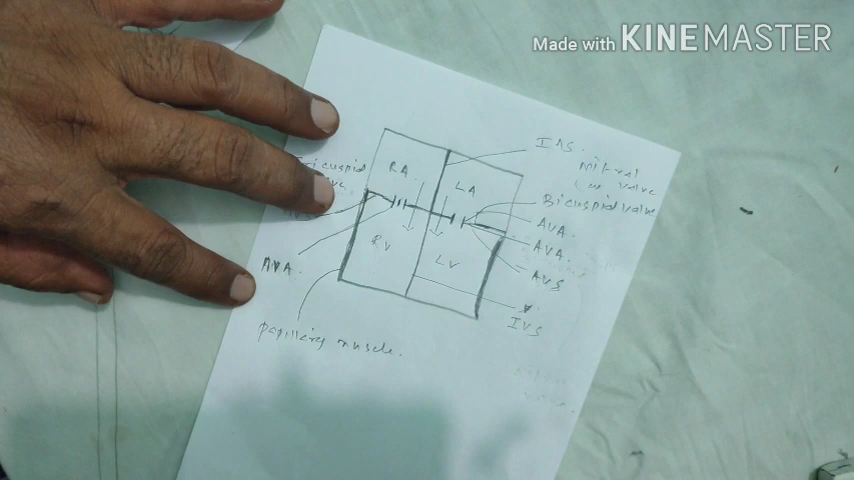 Made with KINEMASTER
IAS.
Mitral
valve
RA
LA
Bicuspid valve
AVA
AVA.
AVS
RV
LV
AVA.
IVS
papillary muscle.